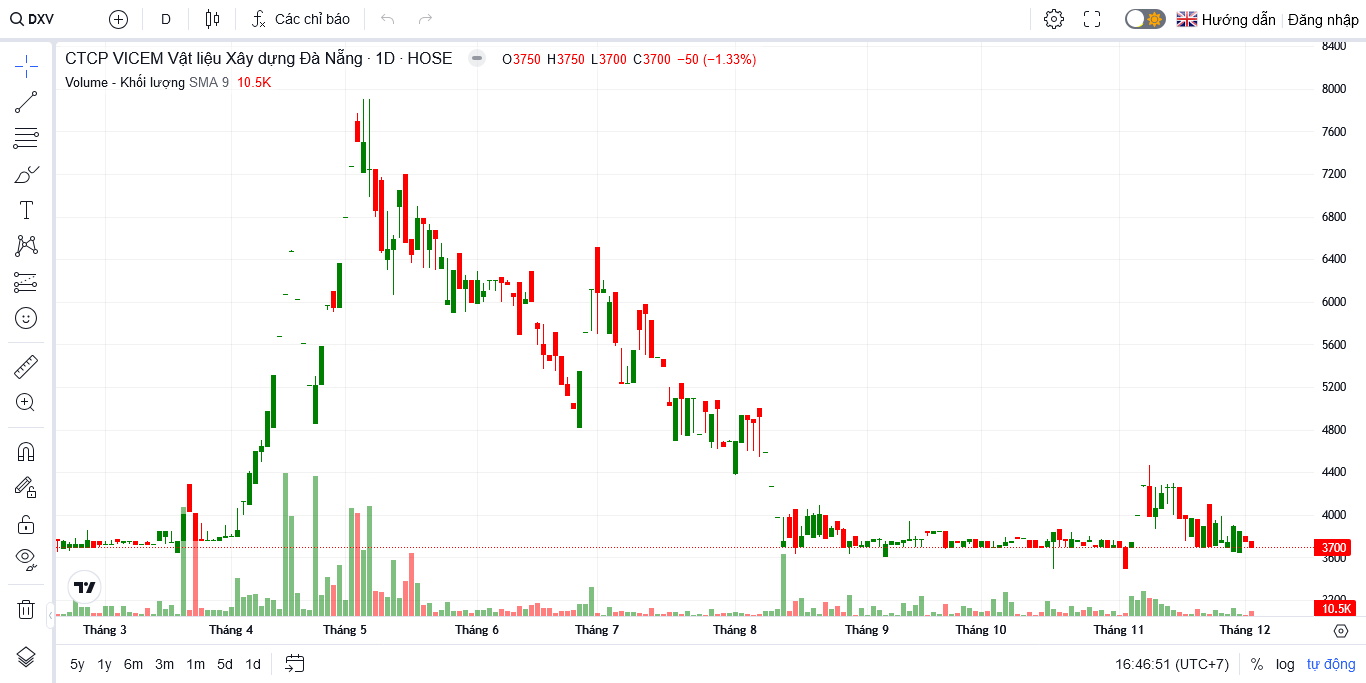 DXV D Các chỉ báo Hướng dẫn Đăng nhập
CTCP VICEM Vật liệu Xây dựng Đà Nẵng · 1D · HOSE O3750 H3750 L3700 C3700 −50 (−1.33%)
Volume - Khối lượng SMA 9 10.5K
8400
8000
7600
7200
6800
6400
6000
5600
5200
4800
4400
4000
3700
3600
3200
10.5K
Tháng 3 Tháng 4 Tháng 5 Tháng 6 Tháng 7 Tháng 8 Tháng 9 Tháng 10 Tháng 11 Tháng 12
5y 1y 6m 3m 1m 5d 1d 16:46:51 (UTC+7) % log tự động